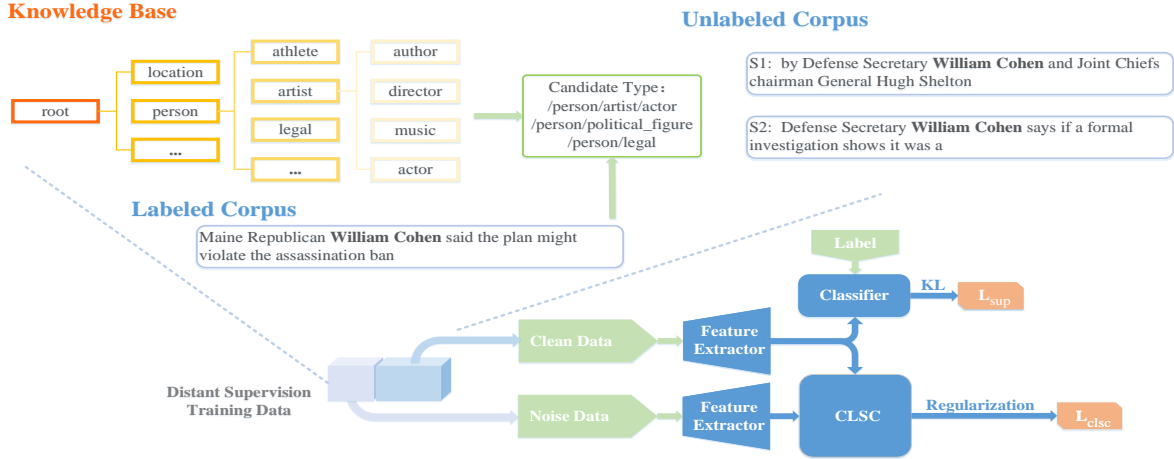 Knowledge Base
Unlabeled Corpus
root
location
person
...
athlete
artist
legal
...
author
director
music
actor
Candidate Type:
/person/artist/actor
/person/political_figure
/person/legal
S1: by Defense Secretary William Cohen and Joint Chiefs
chairman General Hugh Shelton
S2: Defense Secretary William Cohen says if a formal
investigation shows it was a
Labeled Corpus
Maine Republican William Cohen said the plan might
violate the assassination ban
Label
Classifier
KL
L_sup
Clean Data
Feature
Extractor
Distant Supervision
Training Data
Noise Data
Feature
Extractor
CLSC
Regularization
L_clsc